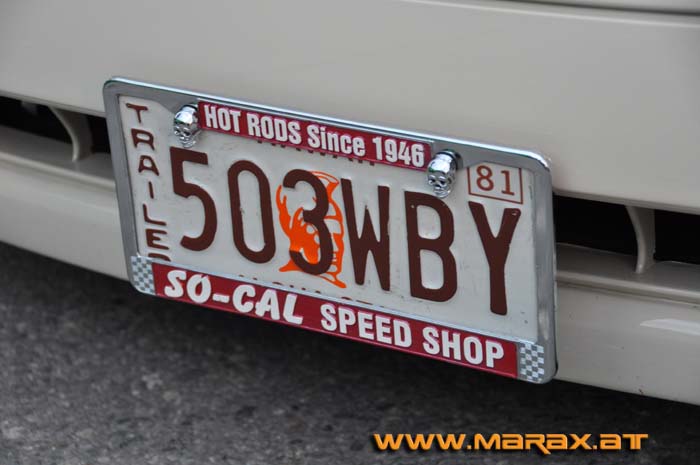 HOT RODS Since 1946
TRAILER
81
503WBY
SO-CAL SPEED SHOP
WWW.MARAX.AT